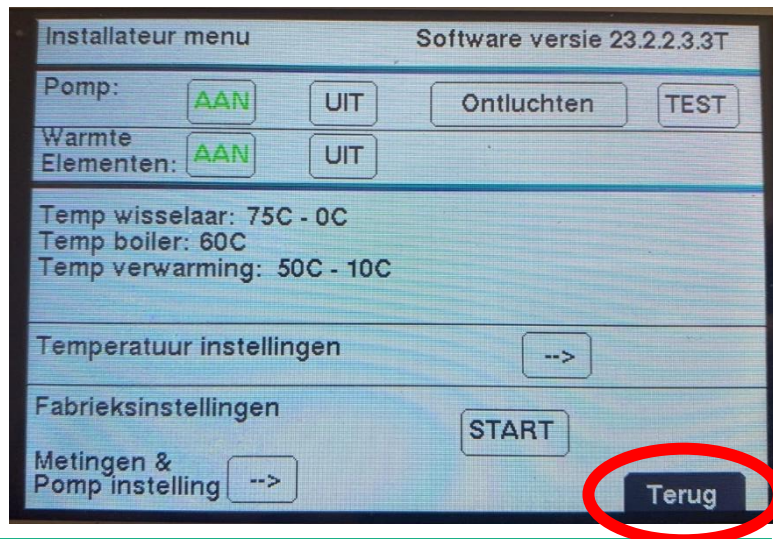 Installateur menu Software versie 23.2.2.3.3T
Pomp: AAN UIT Ontluchten TEST
Warmte
Elementen: AAN UIT
Temp wisselaar: 75C - 0C
Temp boiler: 60C
Temp verwarming: 50C - 10C
Temperatuur instellingen -->
Fabrieksinstellingen START
Metingen &
Pomp instelling -->
Terug